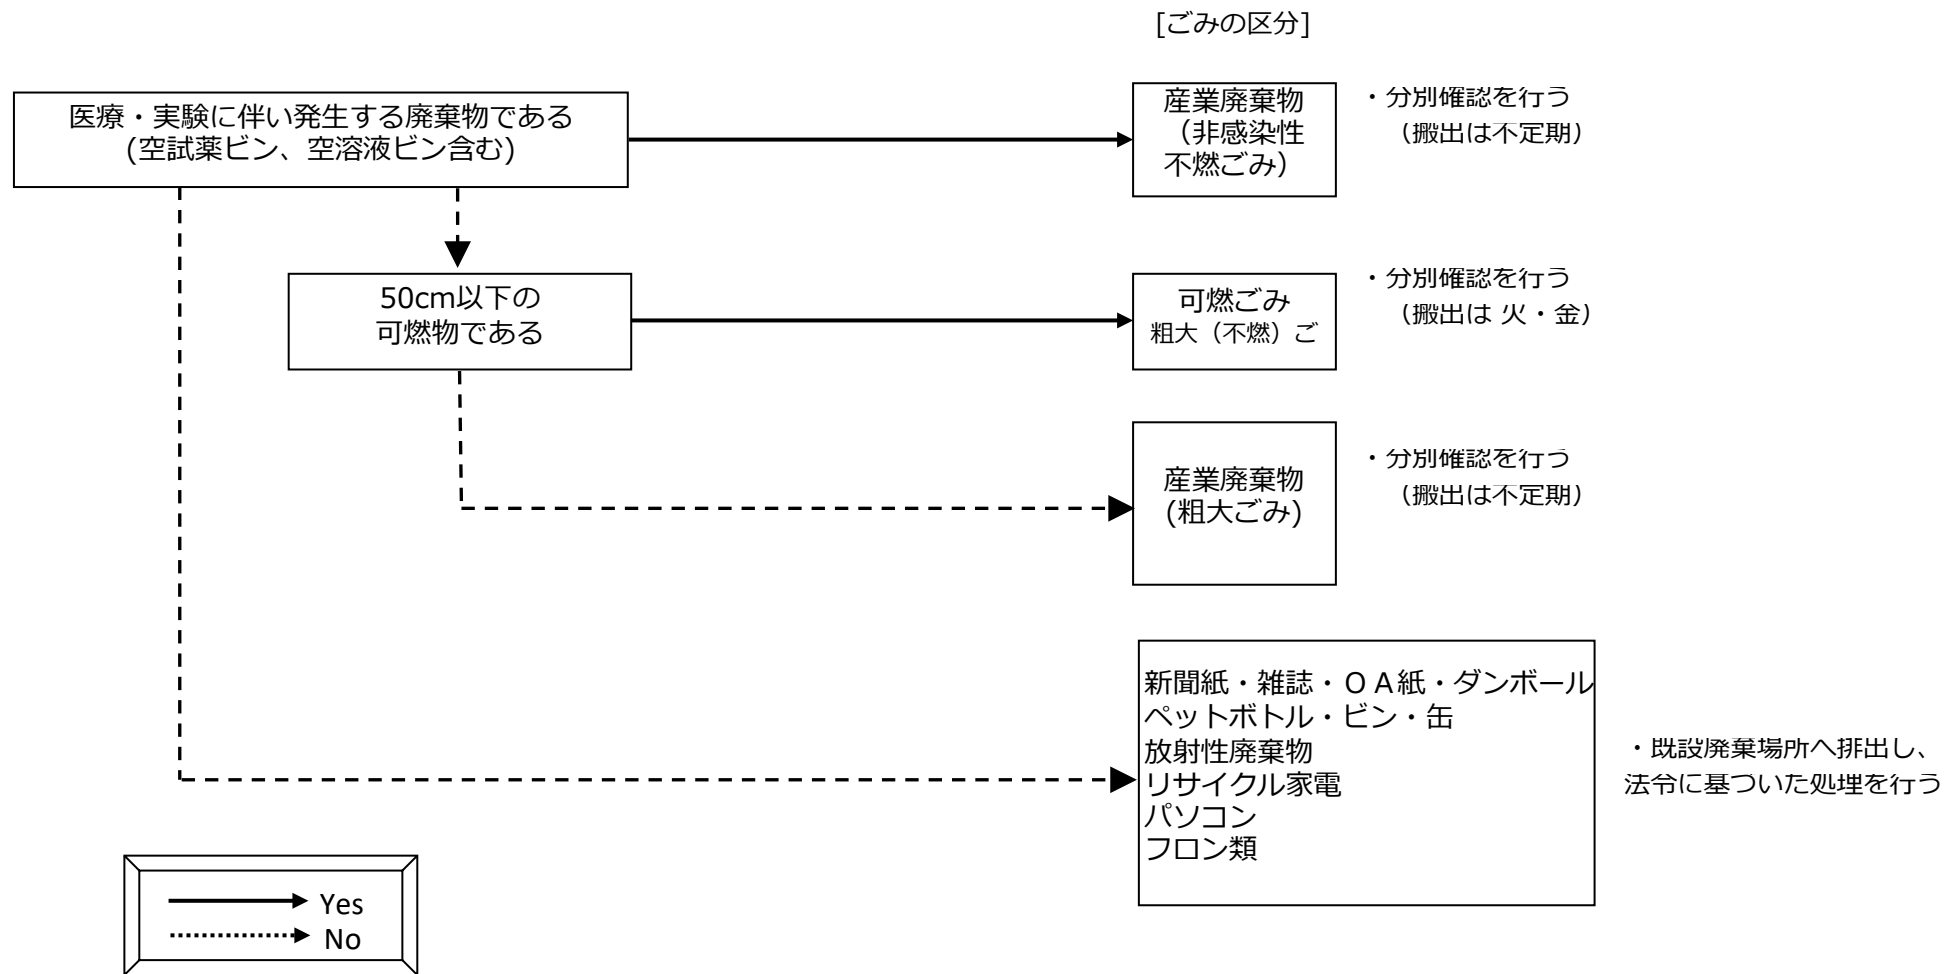 [ごみの区分]
医療・実験に伴い発生する廃棄物である
(空試薬ビン、空溶液ビン含む)
産業廃棄物
（非感染性
不燃ごみ）
・分別確認を行う
（搬出は不定期）
50cm以下の
可燃物である
可燃ごみ
粗大（不燃）ご
・分別確認を行う
（搬出は 火・金）
産業廃棄物
(粗大ごみ)
・分別確認を行う
（搬出は不定期）
新聞紙・雑誌・ＯＡ紙・ダンボール
ペットボトル・ビン・缶
放射性廃棄物
リサイクル家電
パソコン
フロン類
・既設廃棄場所へ排出し、
法令に基づいた処理を行う
Yes
No